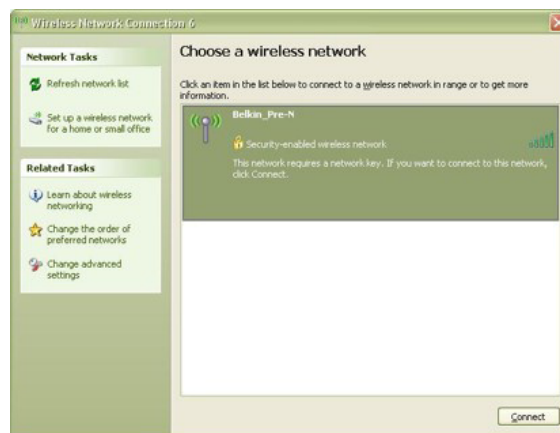 Wireless Network Connection 6
Network Tasks
Refresh network list
Set up a wireless network
for a home or small office
Related Tasks
Learn about wireless
networking
Change the order of
preferred networks
Change advanced
settings
Choose a wireless network
Click an item in the list below to connect to a wireless network in range or to get more
information.
Belkin_Pre-N
Security-enabled wireless network
This network requires a network key. If you want to connect to this network,
click Connect.
Connect